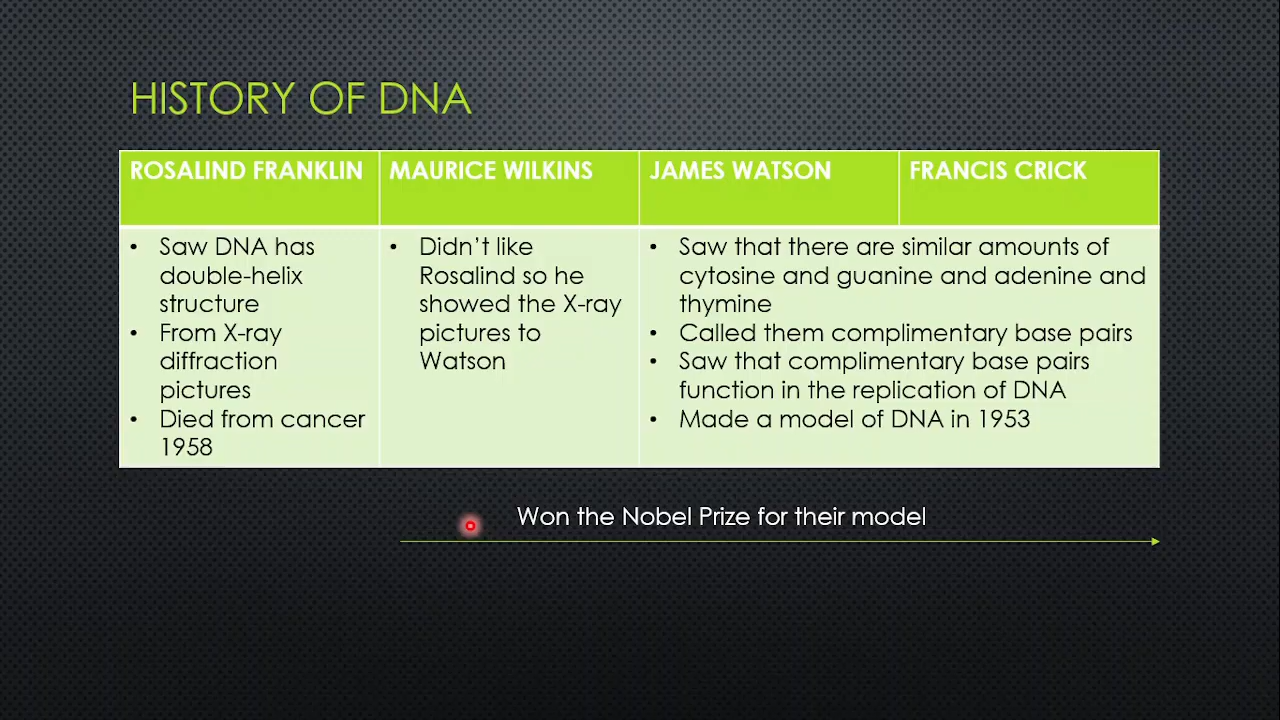 HISTORY OF DNA
ROSALIND FRANKLIN
MAURICE WILKINS
JAMES WATSON
FRANCIS CRICK
• Saw DNA has
double-helix
structure
• From X-ray
diffraction
pictures
• Died from cancer
1958
• Didn't like
Rosalind so he
showed the X-ray
pictures to
Watson
• Saw that there are similar amounts of
cytosine and guanine and adenine and
thymine
• Called them complimentary base pairs
• Saw that complimentary base pairs
function in the replication of DNA
• Made a model of DNA in 1953
Won the Nobel Prize for their model